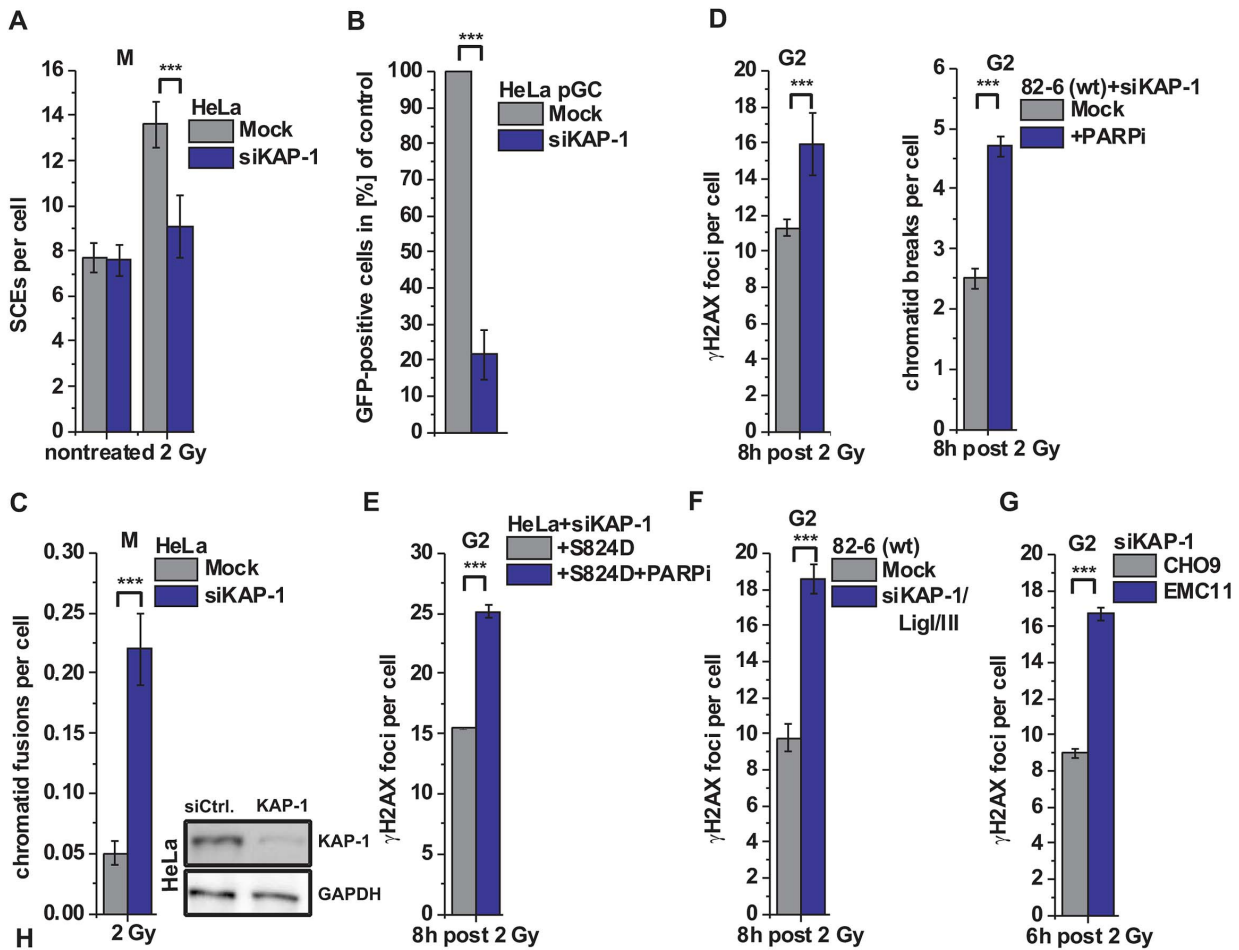 A
M
***
HeLa
Mock
siKAP-1
SCEs per cell
16
14
12
10
8
6
4
2
0
nontreated 2 Gy
B
***
HeLa pGC
Mock
siKAP-1
GFP-positive cells in [%] of control
100
90
80
70
60
50
40
30
20
10
0
D
G2
***
γH2AX foci per cell
20
18
16
14
12
10
8
6
4
2
0
8h post 2 Gy
G2
***
82-6 (wt)+siKAP-1
Mock
+PARPi
chromatid breaks per cell
6
5
4
3
2
1
0
8h post 2 Gy
C
M
***
HeLa
Mock
siKAP-1
chromatid fusions per cell
0.30
0.25
0.20
0.15
0.10
0.05
0.00
2 Gy
siCtrl. KAP-1
HeLa
KAP-1
GAPDH
E
G2
***
HeLa+siKAP-1
+S824D
+S824D+PARPi
γH2AX foci per cell
30
25
20
15
10
5
0
8h post 2 Gy
F
G2
***
82-6 (wt)
Mock
siKAP-1/
LigI/III
γH2AX foci per cell
20
18
16
14
12
10
8
6
4
2
0
8h post 2 Gy
G
G2
***
siKAP-1
CHO9
EMC11
γH2AX foci per cell
20
18
16
14
12
10
8
6
4
2
0
6h post 2 Gy
H